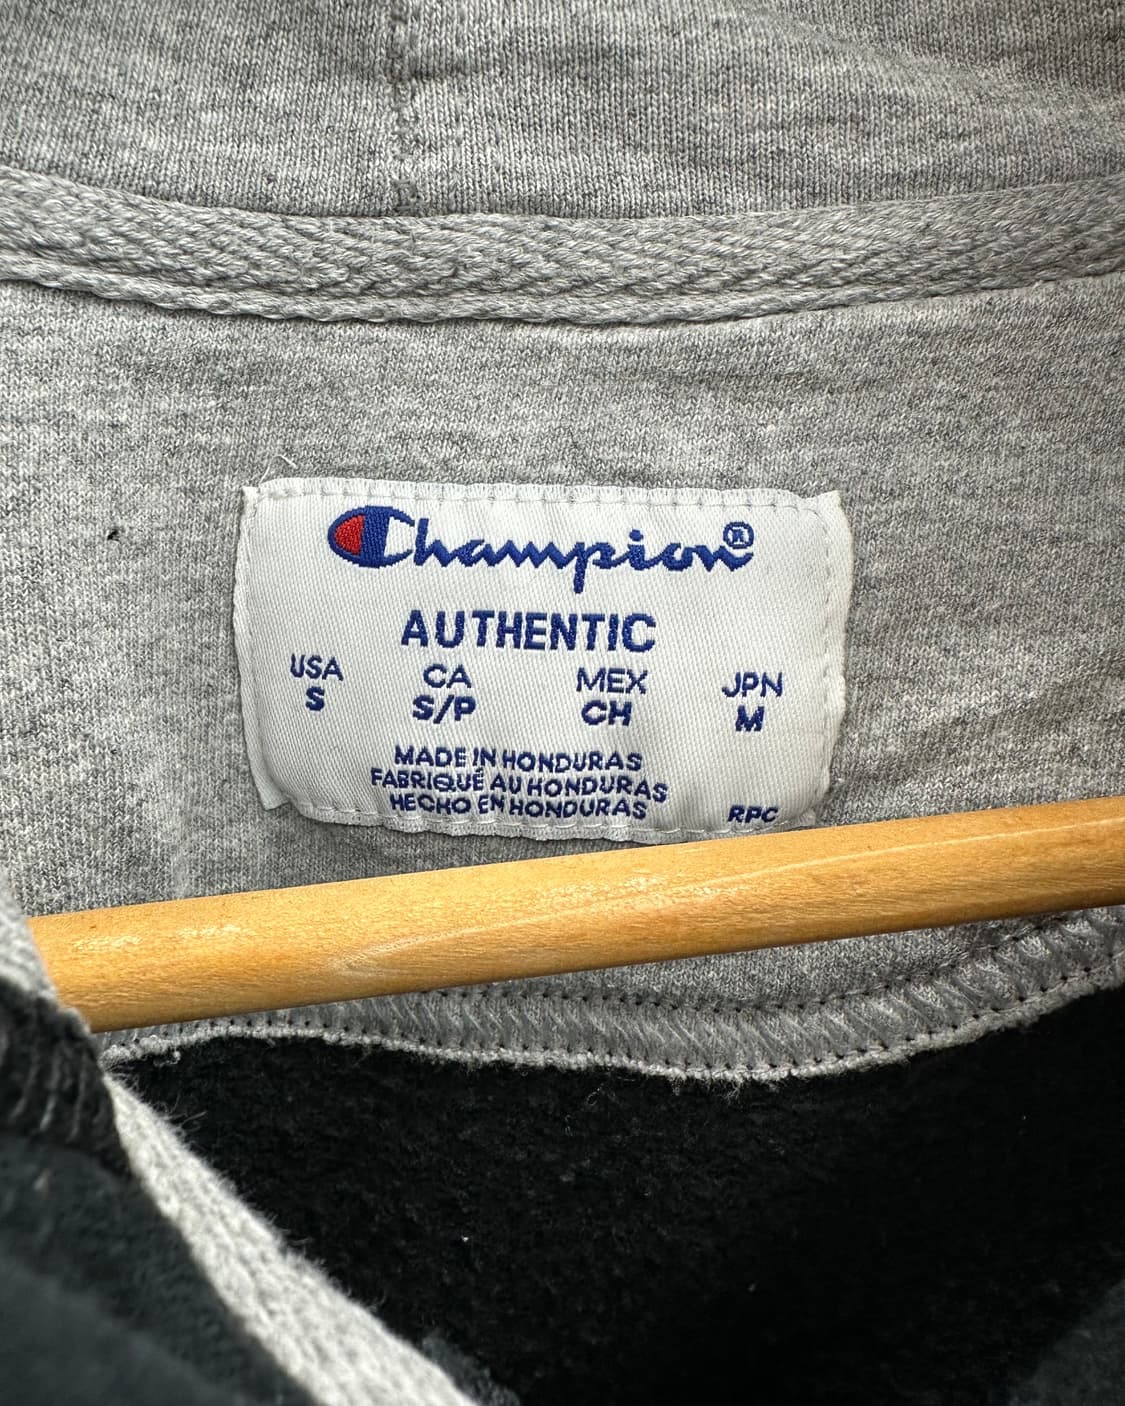 Champion®
AUTHENTIC
USA CA MEX JPN
S S/P CH M
MADE IN HONDURAS
FABRIQUÉ AU HONDURAS
HECHO EN HONDURAS RPC